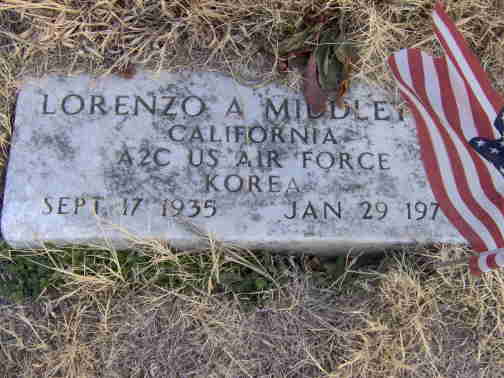 LORENZO A MIDDLE
CALIFORNIA
A2C US AIR FORCE
KOREA
SEPT 17 1935 JAN 29 197